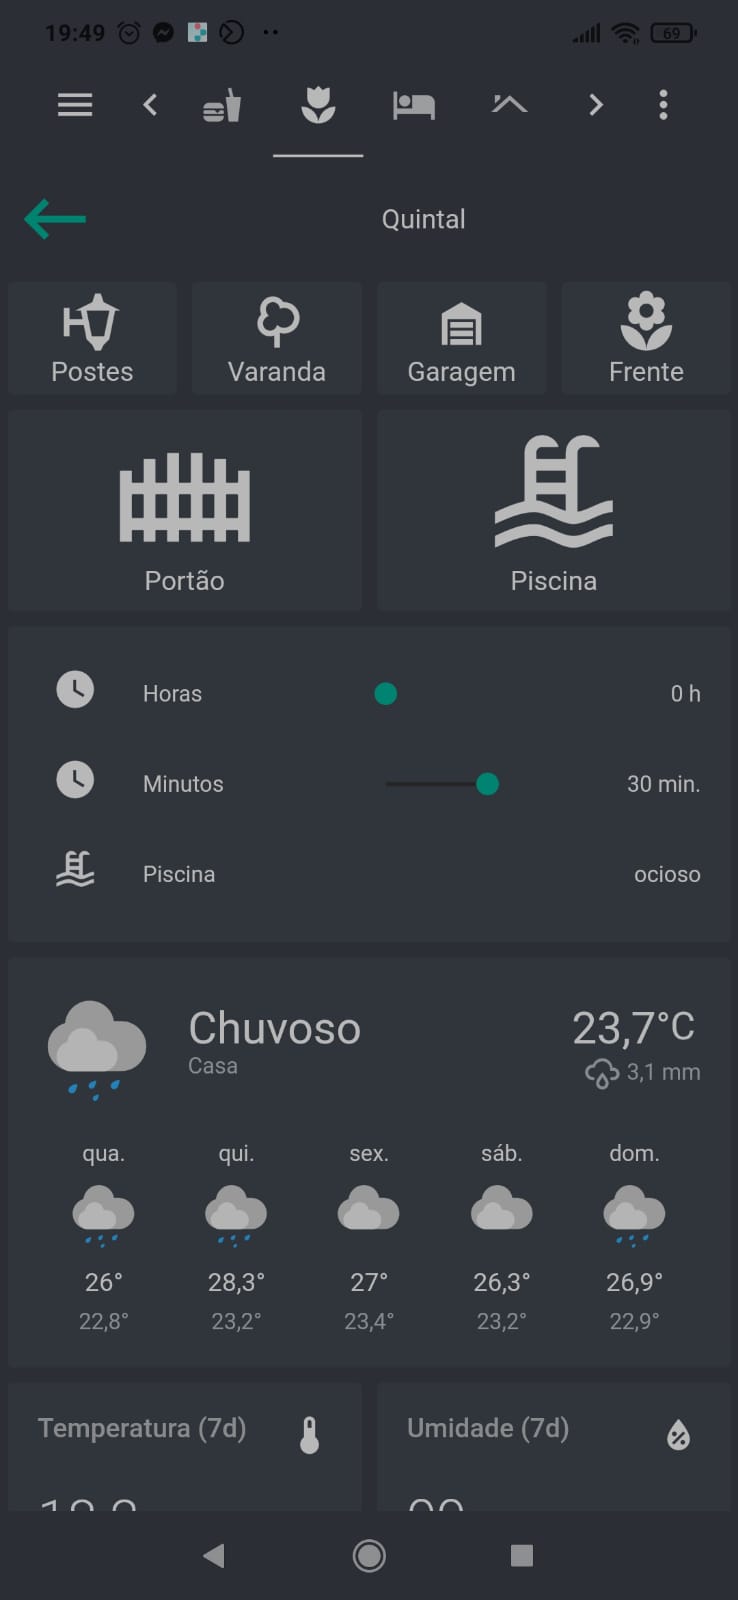 19:49
69
Quintal
Postes Varanda Garagem Frente
Portão Piscina
Horas 0 h
Minutos 30 min.
Piscina ocioso
Chuvoso 23,7°C
Casa 3,1 mm
qua. qui. sex. sáb. dom.
26° 28,3° 27° 26,3° 26,9°
22,8° 23,2° 23,4° 23,2° 22,9°
Temperatura (7d) Umidade (7d)